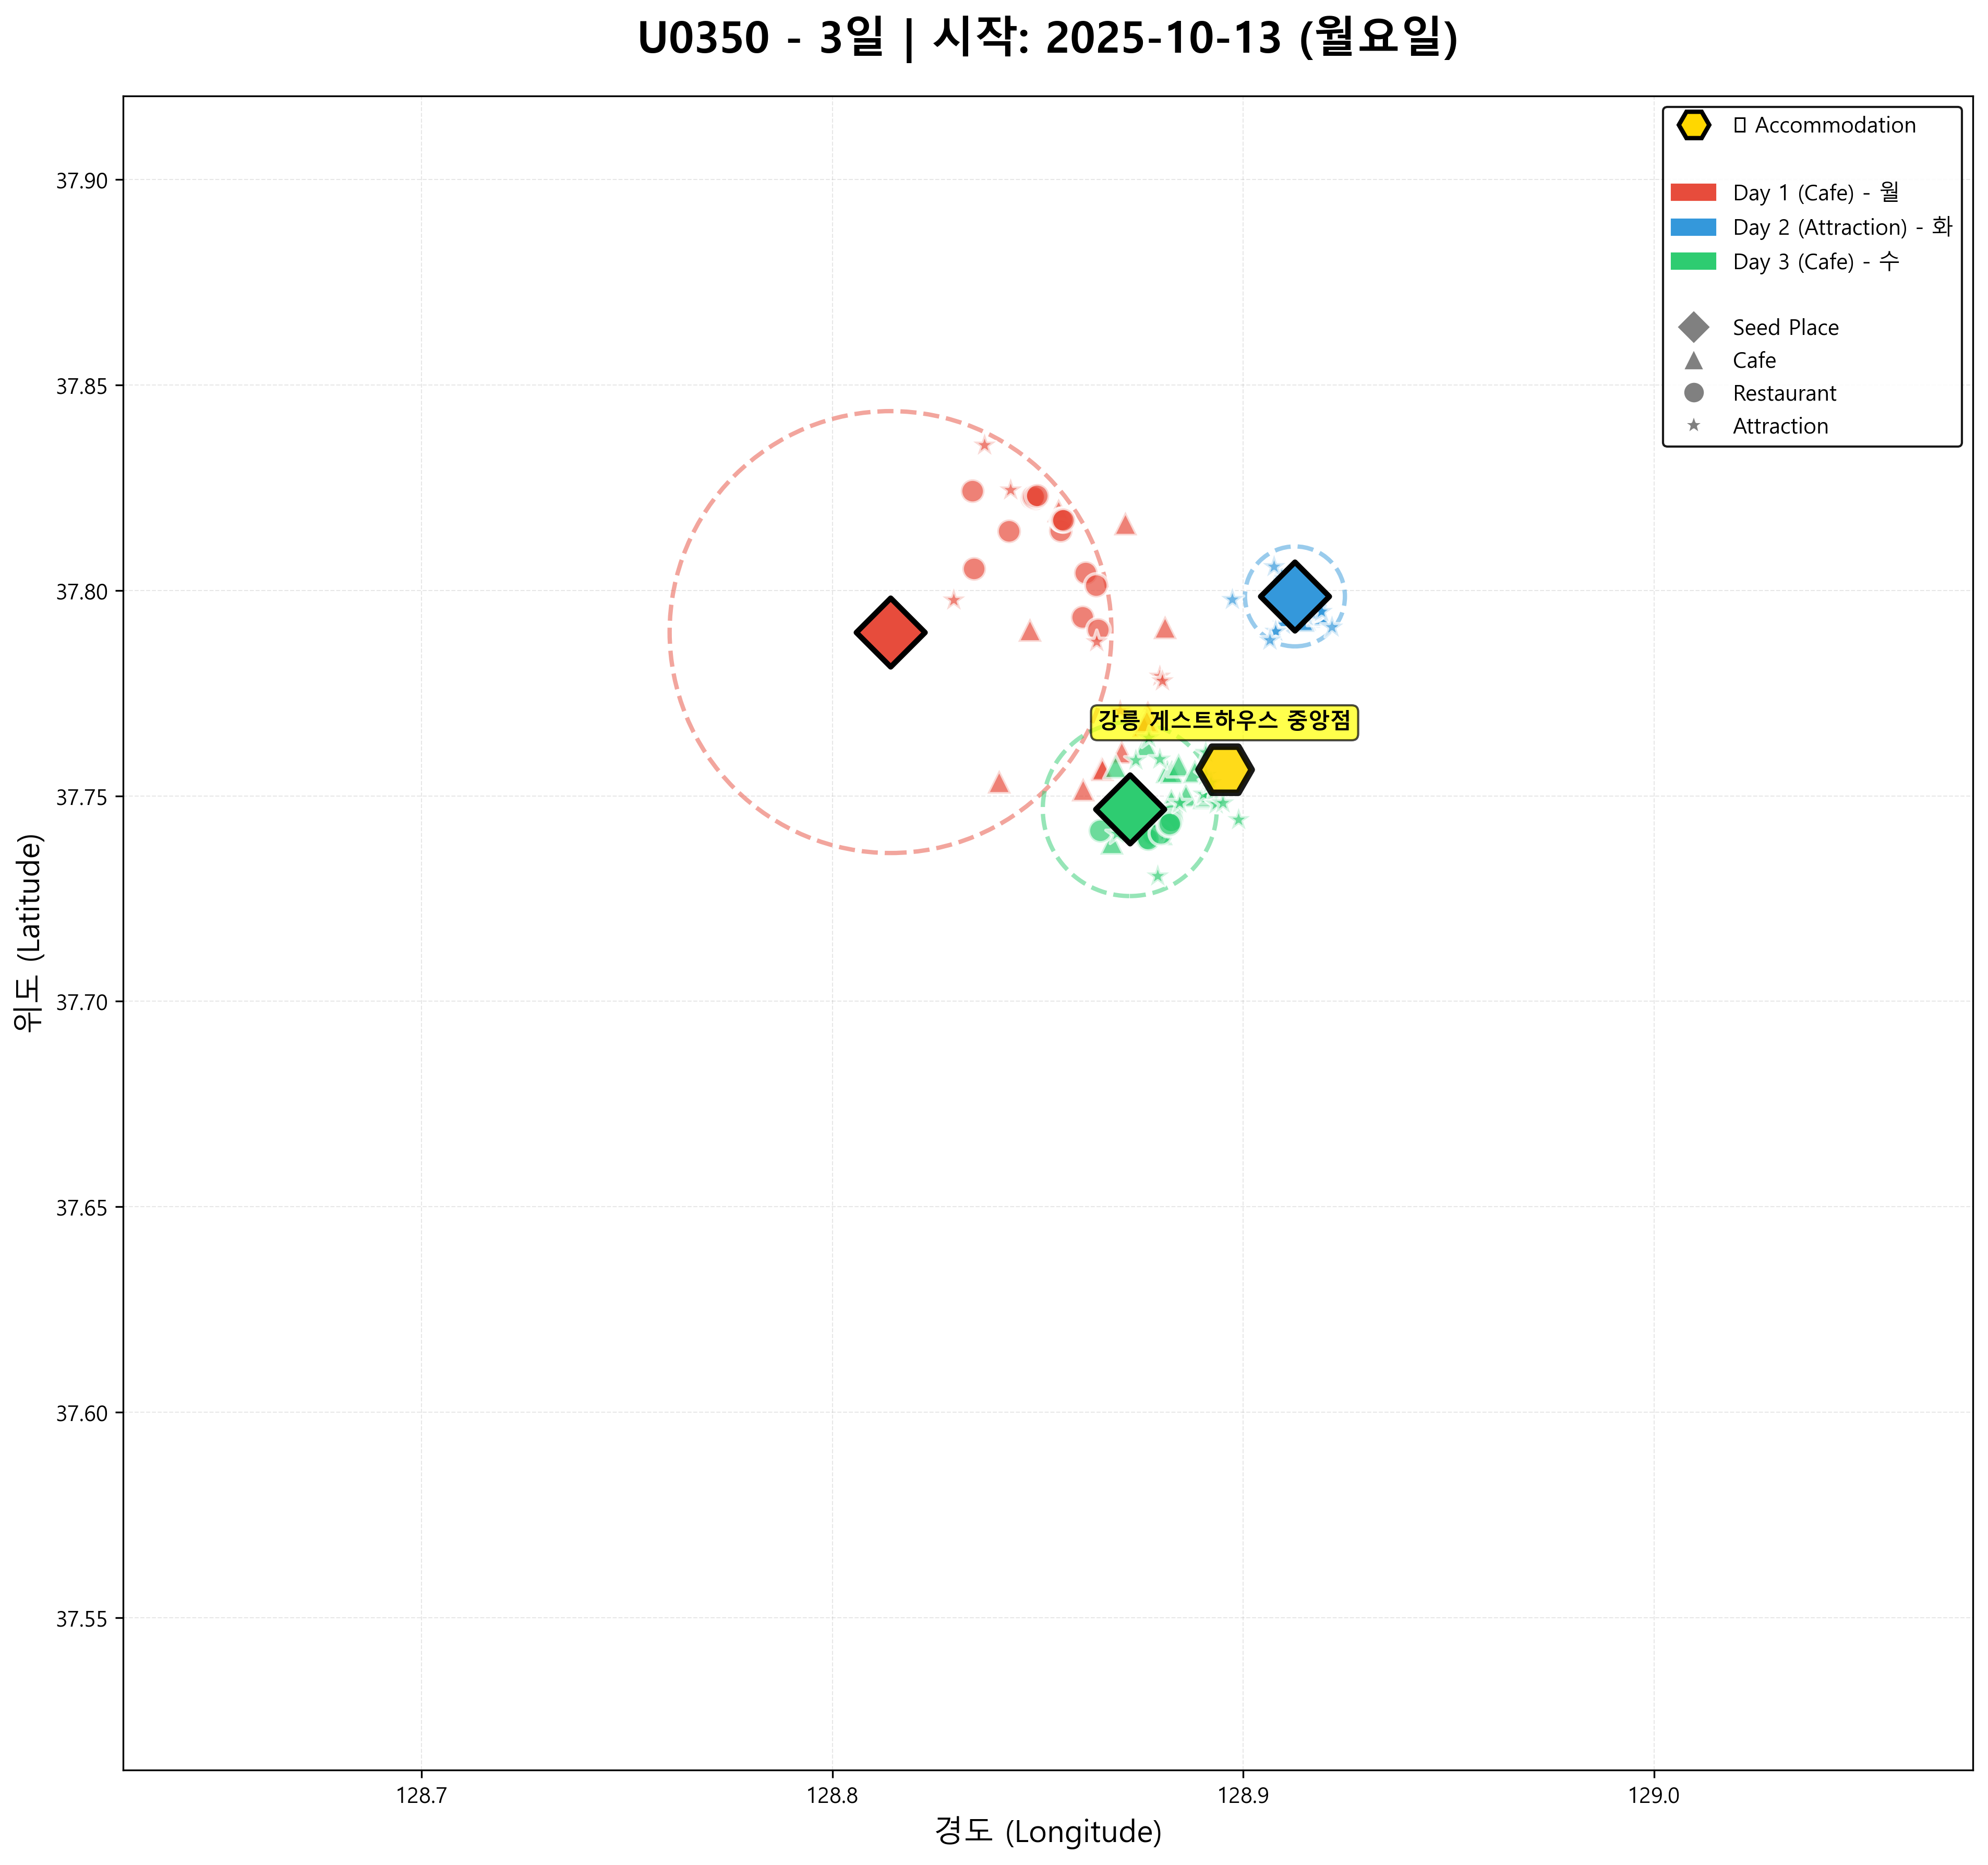 U0350 - 3일 | 시작: 2025-10-13 (월요일)
Accommodation
Day 1 (Cafe) - 월
Day 2 (Attraction) - 화
Day 3 (Cafe) - 수
Seed Place
Cafe
Restaurant
Attraction
37.90
37.85
37.80
37.75
37.70
37.65
37.60
37.55
강릉 게스트하우스 중앙점
위도 (Latitude)
128.7
128.8
128.9
129.0
경도 (Longitude)